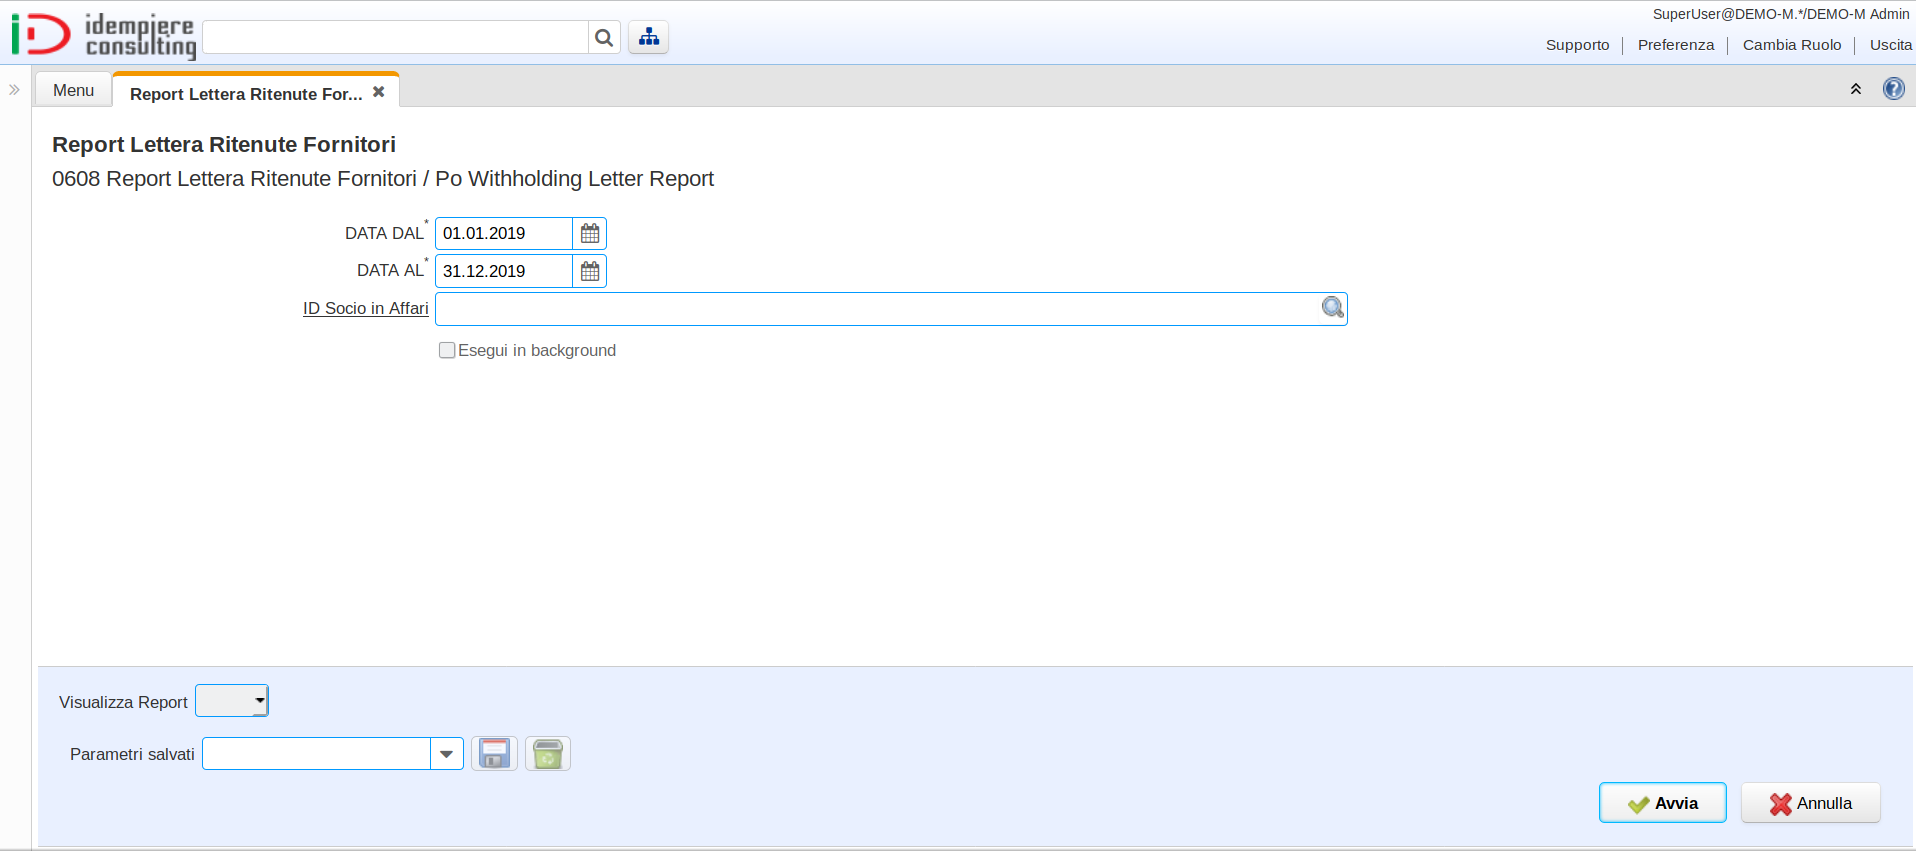 idempiere
consulting
SuperUser@DEMO-M.*/DEMO-M Admin
Supporto
Preferenza
Cambia Ruolo
Uscita
Menu
Report Lettera Ritenute For...
Report Lettera Ritenute Fornitori
0608 Report Lettera Ritenute Fornitori / Po Withholding Letter Report
DATA DAL* 01.01.2019
DATA AL* 31.12.2019
ID Socio in Affari
Esegui in background
Visualizza Report
Parametri salvati
Avvia
Annulla